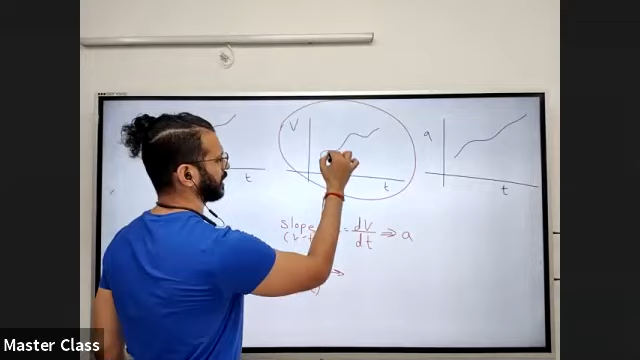 V
a
t
t
t
Slope = dV/dt ⇒ a
⇒
Master Class